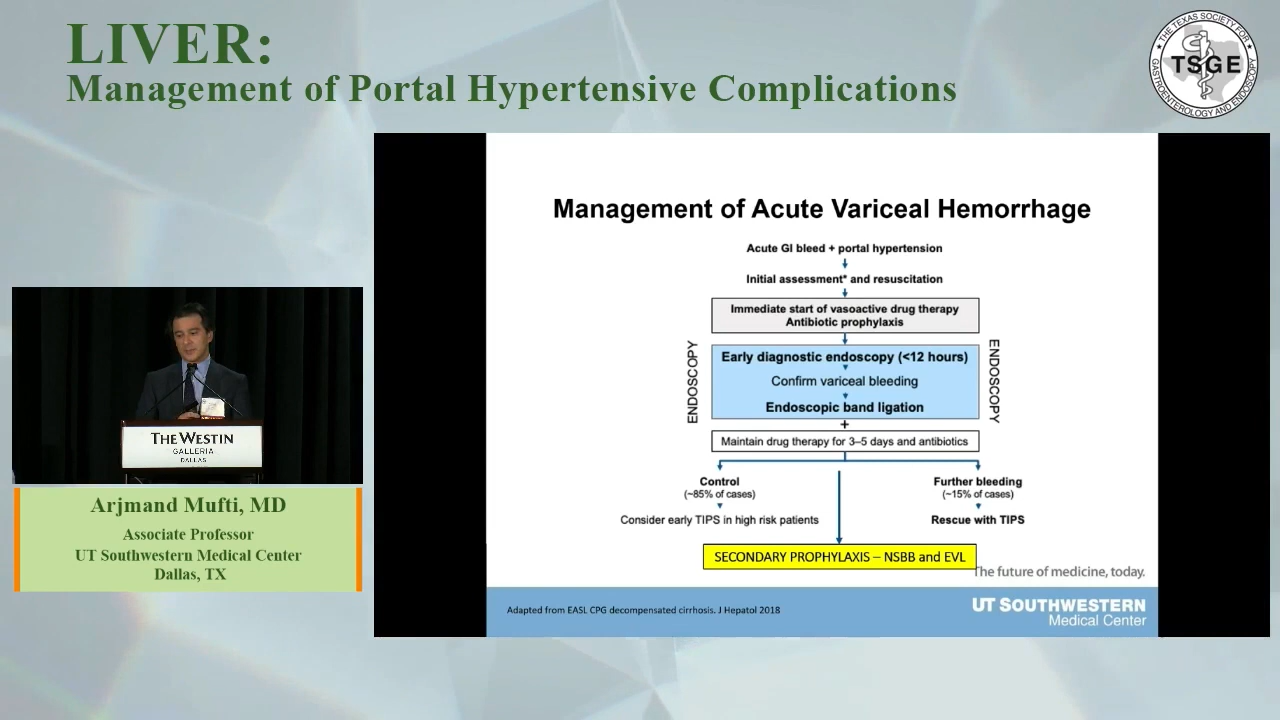 LIVER:
Management of Portal Hypertensive Complications
THE TEXAS SOCIETY FOR
TSGE
GASTROENTEROLOGY AND ENDOSCOPY
Management of Acute Variceal Hemorrhage
Acute GI bleed + portal hypertension
Initial assessment* and resuscitation
Immediate start of vasoactive drug therapy
Antibiotic prophylaxis
ENDOSCOPY
Early diagnostic endoscopy (<12 hours)
Confirm variceal bleeding
Endoscopic band ligation
ENDOSCOPY
+
Maintain drug therapy for 3–5 days and antibiotics
Control
(~85% of cases)
Consider early TIPS in high risk patients
Further bleeding
(~15% of cases)
Rescue with TIPS
SECONDARY PROPHYLAXIS – NSBB and EVL
The future of medicine, today.
Adapted from EASL CPG decompensated cirrhosis. J Hepatol 2018
UT SOUTHWESTERN
Medical Center
THE WESTIN
GALLERIA
DALLAS
Arjmand Mufti, MD
Associate Professor
UT Southwestern Medical Center
Dallas, TX